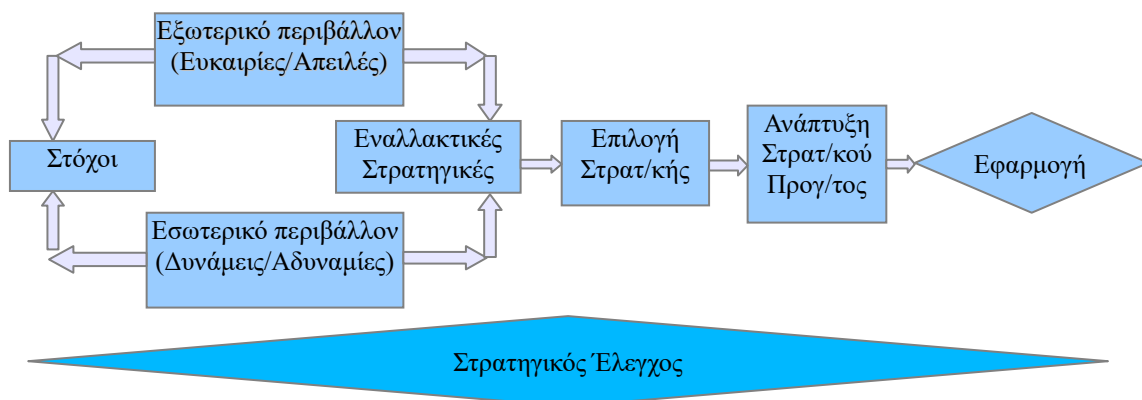 Εξωτερικό περιβάλλον
(Ευκαιρίες/Απειλές)
Στόχοι
Εσωτερικό περιβάλλον
(Δυνάμεις/Αδυναμίες)
Εναλλακτικές
Στρατηγικές
Επιλογή
Στρατ/κής
Ανάπτυξη
Στρατ/κού
Προγ/τος
Εφαρμογή
Στρατηγικός Έλεγχος